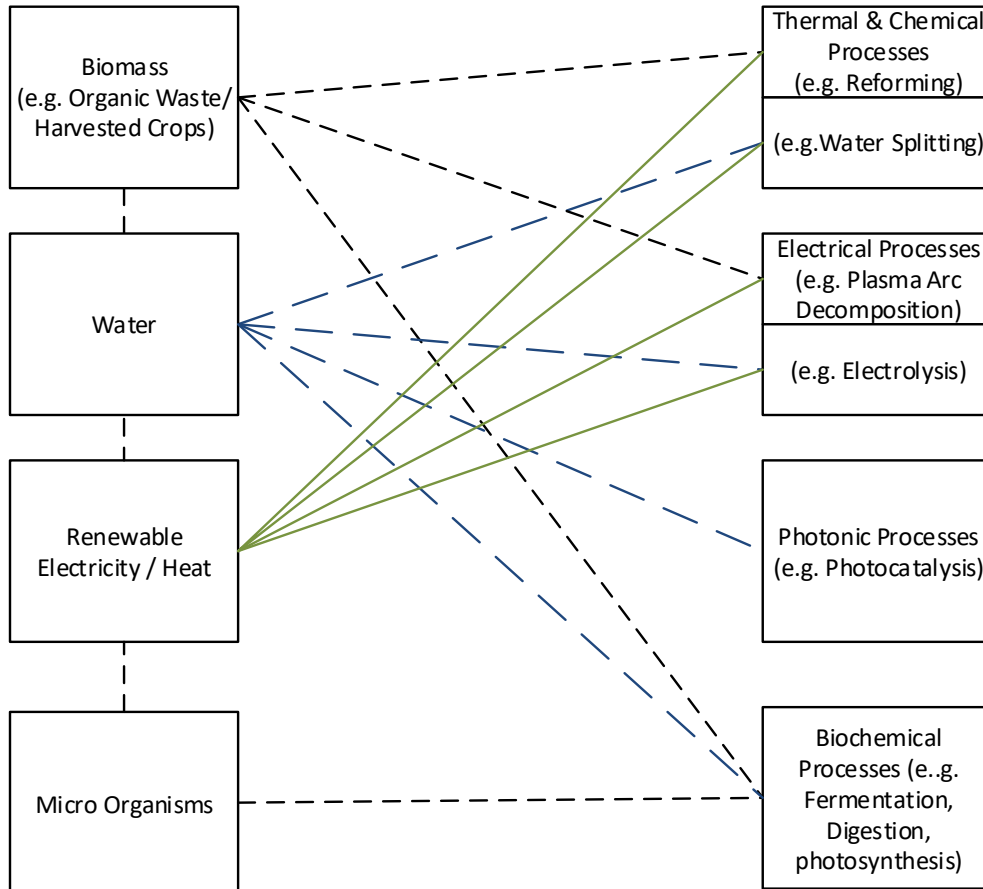 Biomass
(e.g. Organic Waste/
Harvested Crops)
Water
Renewable
Electricity / Heat
Micro Organisms
Thermal & Chemical
Processes
(e.g. Reforming)
(e.g.Water Splitting)
Electrical Processes
(e.g. Plasma Arc
Decomposition)
(e.g. Electrolysis)
Photonic Processes
(e.g. Photocatalysis)
Biochemical
Processes (e..g.
Fermentation,
Digestion,
photosynthesis)